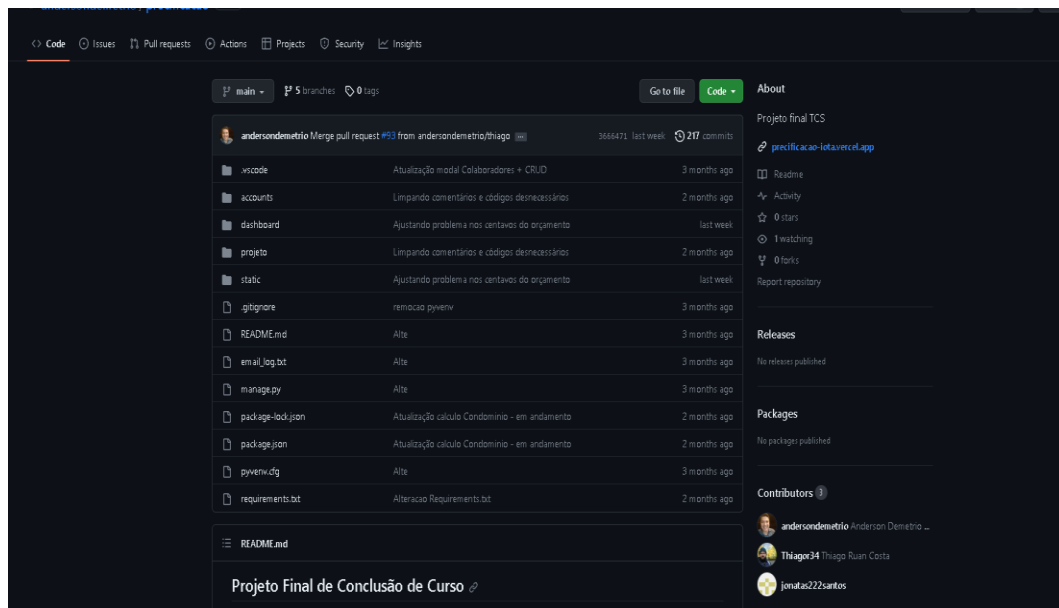 andersondemetrio / precificacao
Code Issues Pull requests Actions Projects Security Insights
main 5 branches 0 tags Go to file Code
andersondemetrio Merge pull request #93 from andersondemetrio/thiago ... 3666471 last week 217 commits
.vscode Atualização modal Colaboradores + CRUD 3 months ago
accounts Limpando comentários e códigos desnecessários 2 months ago
dashboard Ajustando problema nos centavos do orçamento last week
projeto Limpando comentários e códigos desnecessários 2 months ago
static Ajustando problema nos centavos do orçamento last week
.gitignore remocao pyvenv 3 months ago
README.md Alte 3 months ago
email_log.txt Alte 3 months ago
manage.py Alte 3 months ago
package-lock.json Atualização calculo Condominio - em andamento 2 months ago
package.json Atualização calculo Condominio - em andamento 2 months ago
pyvenv.cfg Alte 3 months ago
requirements.txt Alteracao Requirements.txt 2 months ago
README.md
Projeto Final de Conclusão de Curso
About
Projeto final TCS
precificacao-iota.vercel.app
Readme
Activity
0 stars
1 watching
0 forks
Report repository
Releases
No releases published
Packages
No packages published
Contributors 3
andersondemetrio Anderson Demetrio ...
Thiagor34 Thiago Ruan Costa
jonatas222santos